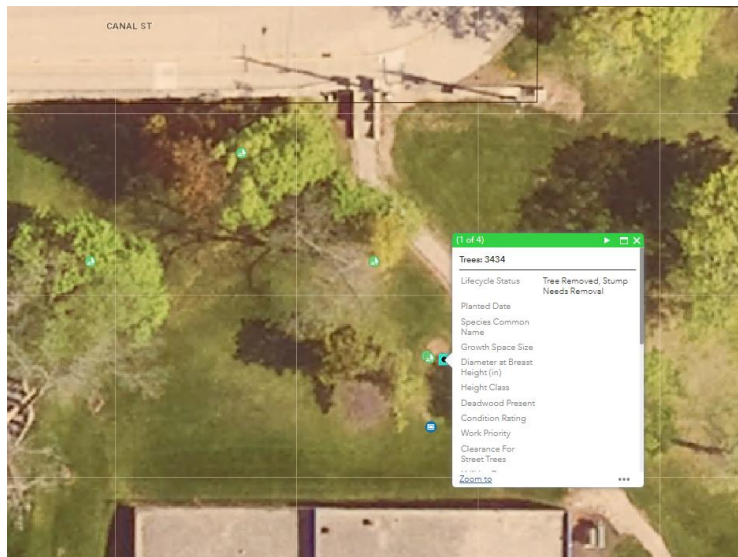 CANAL ST
(1 of 4)
Trees: 3434
Lifecycle Status Tree Removed, Stump
Needs Removal
Planted Date
Species Common
Name
Growth Space Size
Diameter at Breast
Height (in)
Height Class
Deadwood Present
Condition Rating
Work Priority
Clearance For
Street Trees
Zoom to